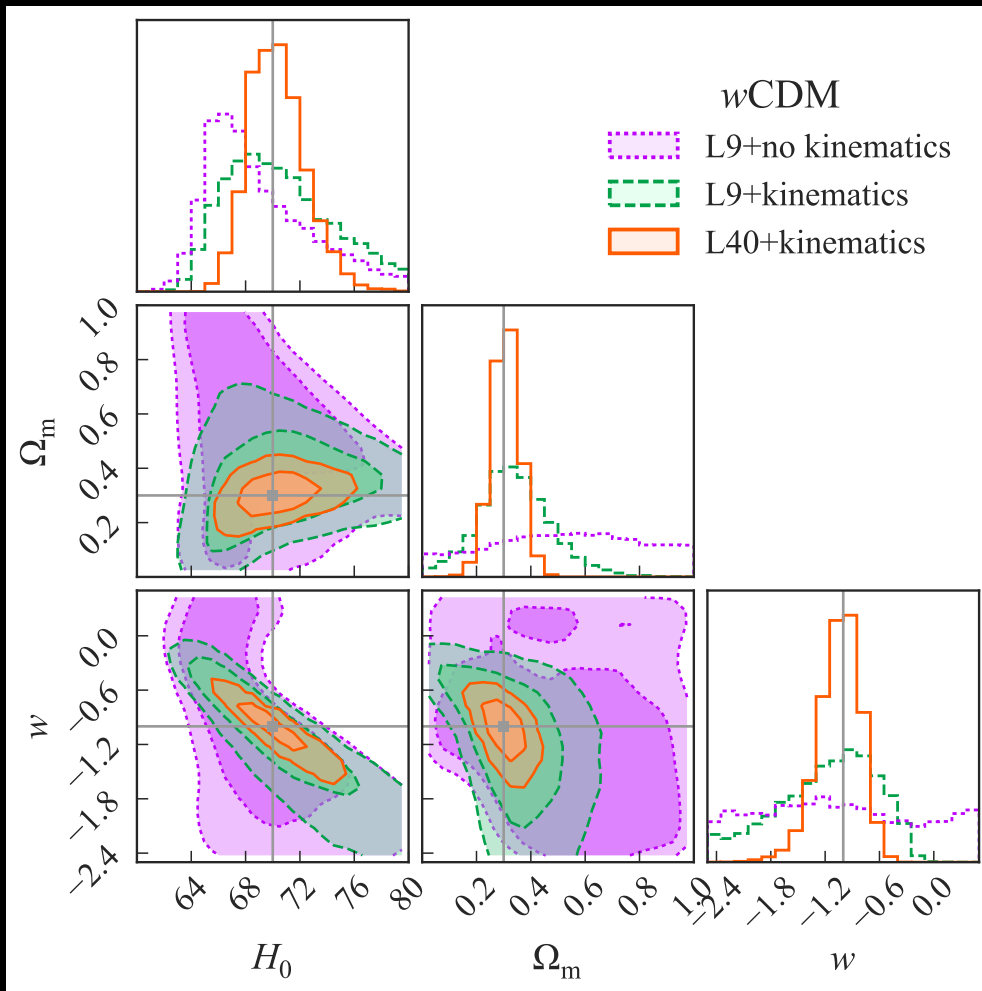 wCDM
L9+no kinematics
L9+kinematics
L40+kinematics
1.0
0.8
0.6
0.4
0.2
Ωm
0.0
−0.6
−1.2
−1.8
−2.4
w
64 68 72 76 80
0.2 0.4 0.6 0.8 1.0
−2.4 −1.8 −1.2 −0.6 0.0
H0 Ωm w